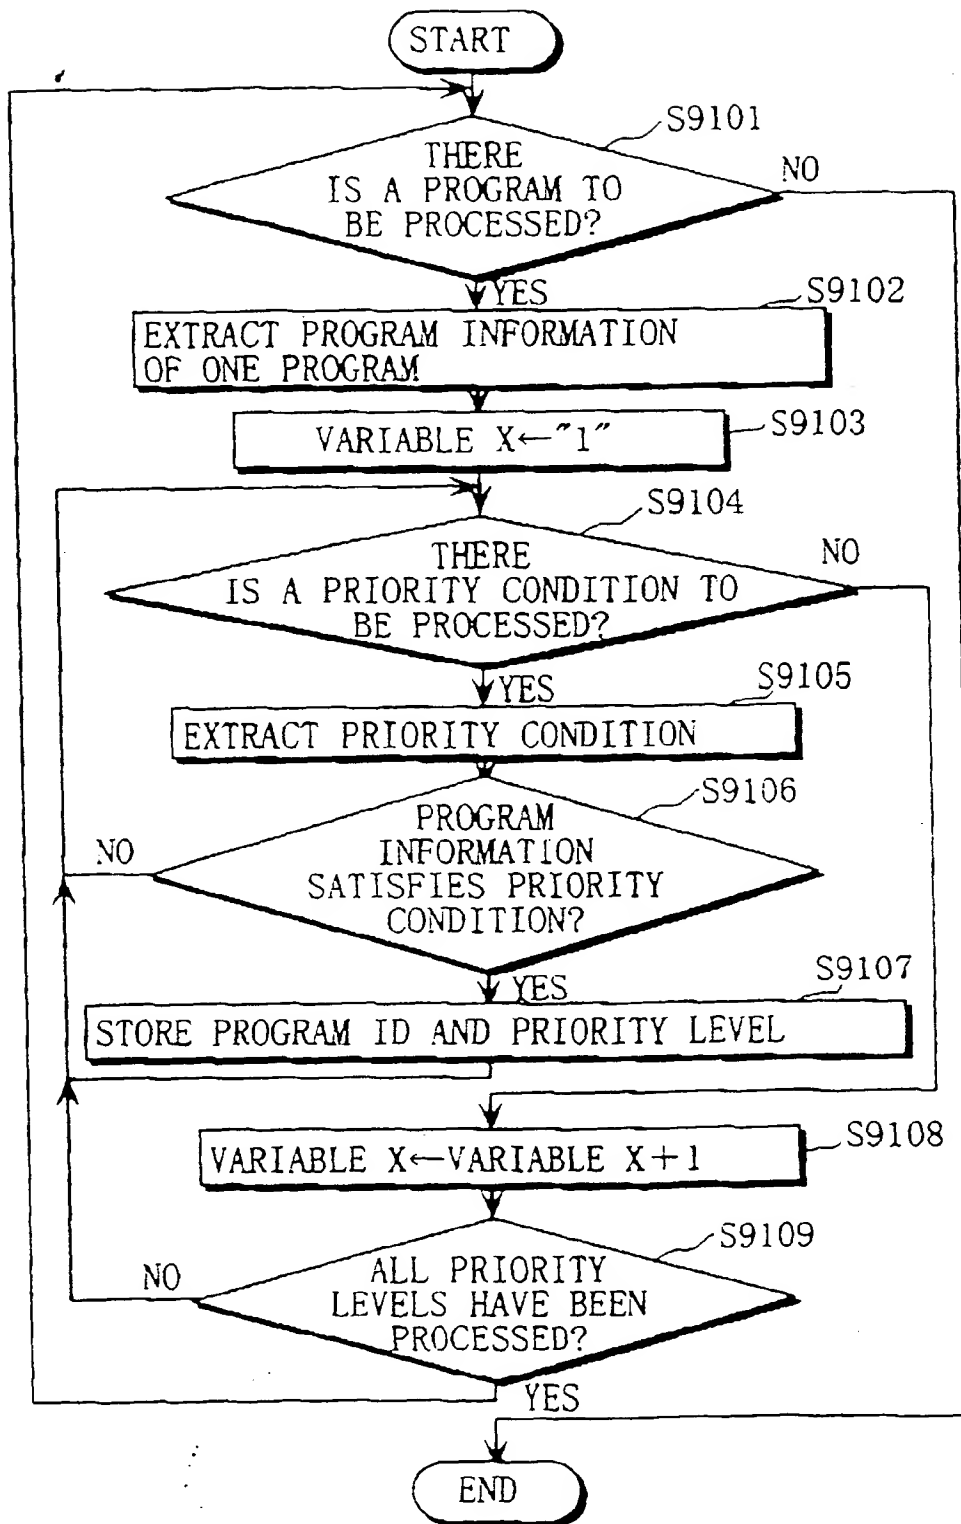 START
S9101
THERE
IS A PROGRAM TO
BE PROCESSED?
NO
YES
S9102
EXTRACT PROGRAM INFORMATION
OF ONE PROGRAM
S9103
VARIABLE X←"1"
S9104
THERE
IS A PRIORITY CONDITION TO
BE PROCESSED?
NO
YES
S9105
EXTRACT PRIORITY CONDITION
S9106
PROGRAM
INFORMATION
SATISFIES PRIORITY
CONDITION?
NO
YES
S9107
STORE PROGRAM ID AND PRIORITY LEVEL
S9108
VARIABLE X←VARIABLE X+1
S9109
ALL PRIORITY
LEVELS HAVE BEEN
PROCESSED?
NO
YES
END